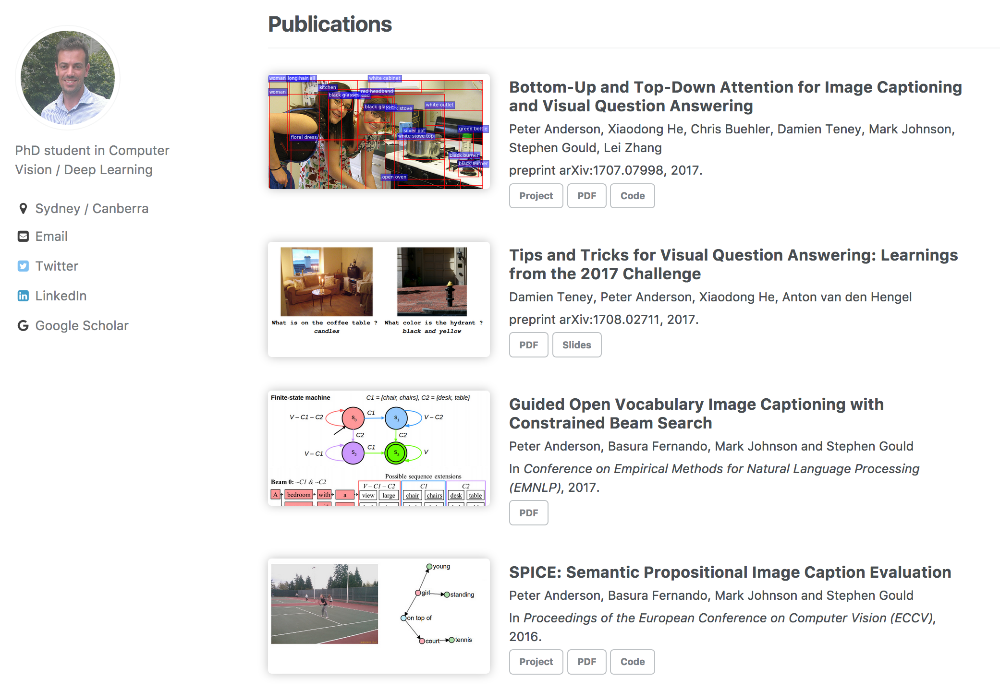 PhD student in Computer
Vision / Deep Learning
Sydney / Canberra
Email
Twitter
LinkedIn
Google Scholar
Publications
woman
long hair
all
white cabinet
woman
kitchen
red headband
black glasses
ead
black glasses
stove
white outlet
silver pot
green bottle
floral dress
white stove top
black burner
black burner
open oven
Bottom-Up and Top-Down Attention for Image Captioning
and Visual Question Answering
Peter Anderson, Xiaodong He, Chris Buehler, Damien Teney, Mark Johnson,
Stephen Gould, Lei Zhang
preprint arXiv:1707.07998, 2017.
Project PDF Code
What is on the coffee table ? What color is the hydrant ?
candles black and yellow
Tips and Tricks for Visual Question Answering: Learnings
from the 2017 Challenge
Damien Teney, Peter Anderson, Xiaodong He, Anton van den Hengel
preprint arXiv:1708.02711, 2017.
PDF Slides
Finite-state machine C1 = {chair, chairs}, C2 = {desk, table}
V – C1 – C2 s0 C1 s1 V – C2
C2 C2
V – C1 s2 C1 s3 V
Possible sequence extensions
Beam 0: ~C1 & ~C2
V – C1 – C2 C1 C2
A bedroom with a view large chair chairs desk table
Guided Open Vocabulary Image Captioning with
Constrained Beam Search
Peter Anderson, Basura Fernando, Mark Johnson and Stephen Gould
In Conference on Empirical Methods for Natural Language Processing
(EMNLP), 2017.
PDF
young
girl standing
on top of
court tennis
SPICE: Semantic Propositional Image Caption Evaluation
Peter Anderson, Basura Fernando, Mark Johnson and Stephen Gould
In Proceedings of the European Conference on Computer Vision (ECCV),
2016.
Project PDF Code